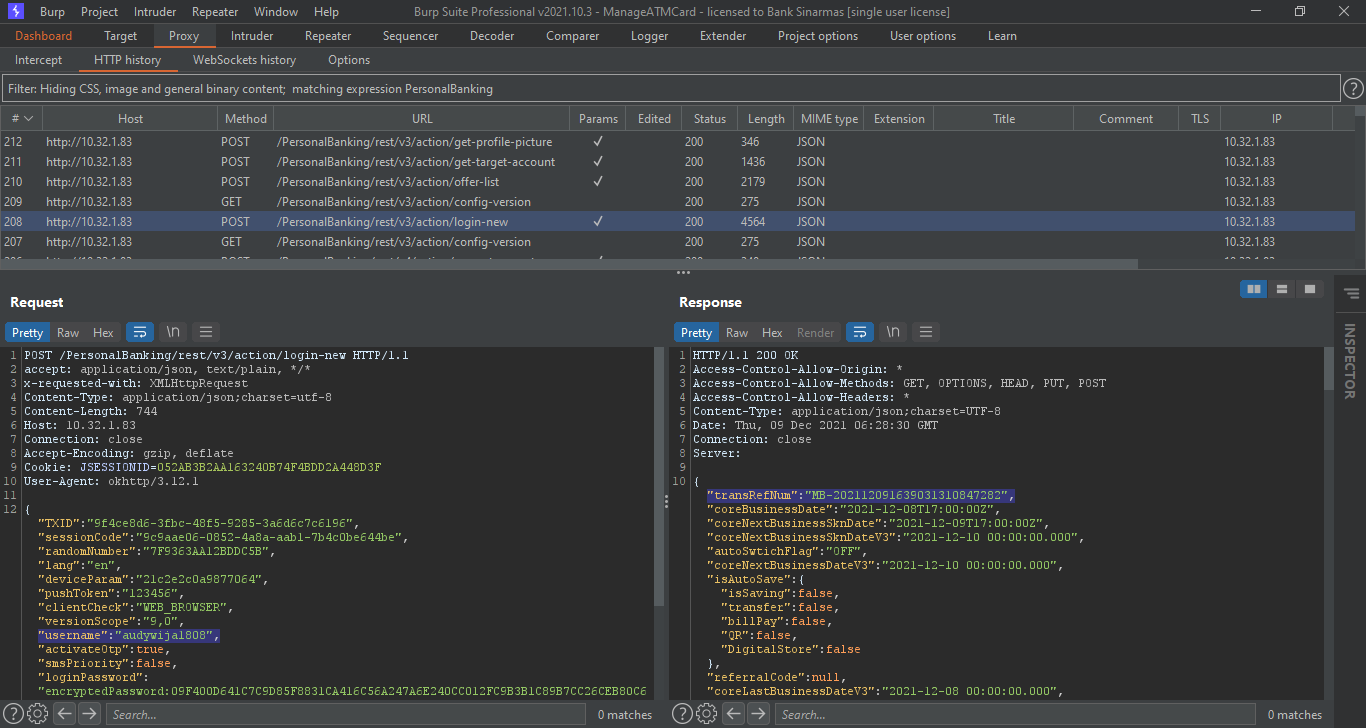 Burp Project Intruder Repeater Window Help Burp Suite Professional v2021.10.3 - ManageATMCard - licensed to Bank Sinarmas [single user license]
Dashboard Target Proxy Intruder Repeater Sequencer Decoder Comparer Logger Extender Project options User options Learn
Intercept HTTP history WebSockets history Options
Filter: Hiding CSS, image and general binary content; matching expression PersonalBanking
# Host Method URL Params Edited Status Length MIME type Extension Title Comment TLS IP
212 http://10.32.1.83 POST /PersonalBanking/rest/v3/action/get-profile-picture ✓ 200 346 JSON 10.32.1.83
211 http://10.32.1.83 POST /PersonalBanking/rest/v3/action/get-target-account ✓ 200 1436 JSON 10.32.1.83
210 http://10.32.1.83 POST /PersonalBanking/rest/v3/action/offer-list ✓ 200 2179 JSON 10.32.1.83
209 http://10.32.1.83 GET /PersonalBanking/rest/v3/action/config-version 200 275 JSON 10.32.1.83
208 http://10.32.1.83 POST /PersonalBanking/rest/v3/action/login-new ✓ 200 4564 JSON 10.32.1.83
207 http://10.32.1.83 GET /PersonalBanking/rest/v3/action/config-version 200 275 JSON 10.32.1.83
Request
Pretty Raw Hex \n
1 POST /PersonalBanking/rest/v3/action/login-new HTTP/1.1
2 accept: application/json, text/plain, */*
3 x-requested-with: XMLHttpRequest
4 Content-Type: application/json;charset=utf-8
5 Content-Length: 744
6 Host: 10.32.1.83
7 Connection: close
8 Accept-Encoding: gzip, deflate
9 Cookie: JSESSIONID=052AB3B2AA163240B74F4BDD2A448D3F
10 User-Agent: okhttp/3.12.1
11
12 {
"TXID":"9f4ce8d6-3fbc-48f5-9285-3a6d6c7c6196",
"sessionCode":"9c9aae06-0852-4a8a-aab1-7b4c0be644be",
"randomNumber":"7F9363AA12BDDC5B",
"lang":"en",
"deviceParam":"21c2e2c0a9877064",
"pushToken":"123456",
"clientCheck":"WEB_BROWSER",
"versionScope":"9,0",
"username":"audywijal808",
"activateOtp":true,
"smsPriority":false,
"loginPassword":
"encryptedPassword:09F400D641C7C9D85F8831CA416C56A247A6E240CC012FC9B3B1C89B7CC26CEB80C6
Search... 0 matches
Response
Pretty Raw Hex Render \n
1 HTTP/1.1 200 OK
2 Access-Control-Allow-Origin: *
3 Access-Control-Allow-Methods: GET, OPTIONS, HEAD, PUT, POST
4 Access-Control-Allow-Headers: *
5 Content-Type: application/json;charset=UTF-8
6 Date: Thu, 09 Dec 2021 06:28:30 GMT
7 Connection: close
8 Server:
9
10 {
"transRefNum":"MB-202112091639031310847282",
"coreBusinessDate":"2021-12-08T17:00:00Z",
"coreNextBusinessSknDate":"2021-12-09T17:00:00Z",
"coreNextBusinessSknDateV3":"2021-12-10 00:00:00.000",
"autoSwtichFlag":"OFF",
"coreNextBusinessDateV3":"2021-12-10 00:00:00.000",
"isAutoSave":{
"isSaving":false,
"transfer":false,
"billPay":false,
"QR":false,
"DigitalStore":false
},
"referralCode":null,
"coreLastBusinessDateV3":"2021-12-08 00:00:00.000",
Search... 0 matches
INSPECTOR